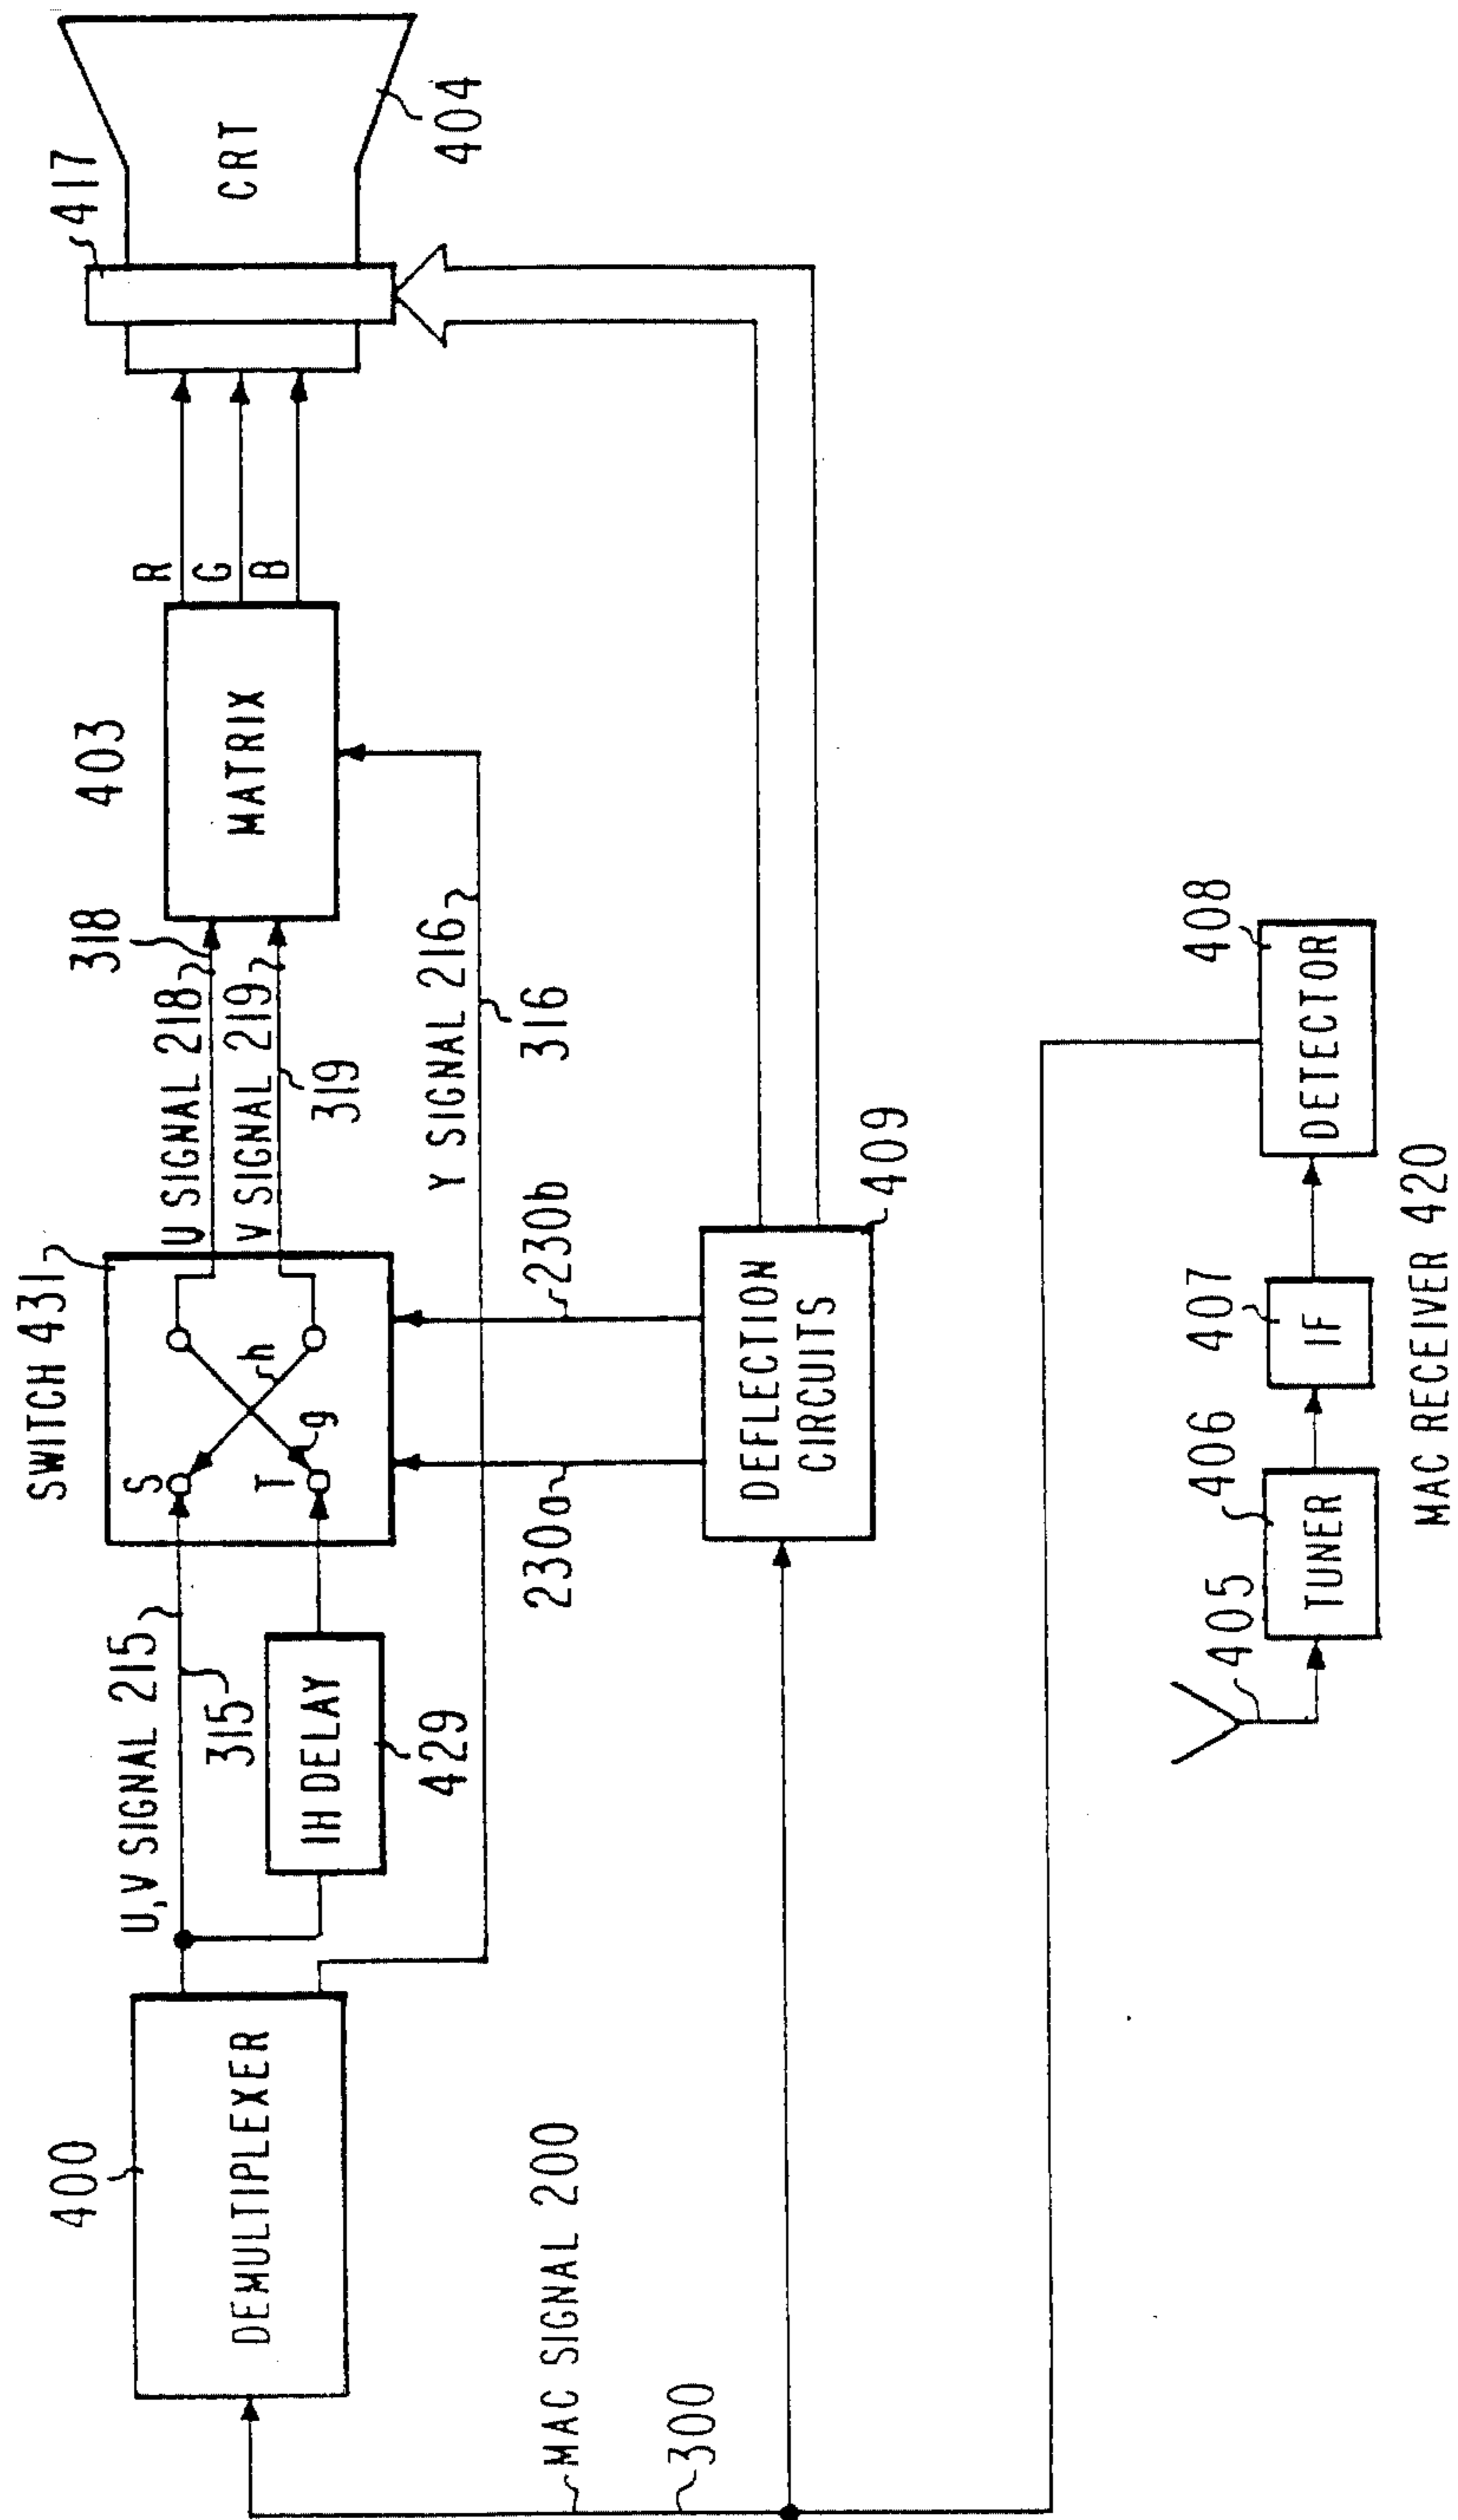 SWITCH 431
400
U,V SIGNAL 215
315
S
T
h
g
U SIGNAL 218
V SIGNAL 219
318
319
403
R
G
B
417
CRT
404
DEMULTIPLEXER
1H DELAY
429
MATRIX
Y SIGNAL 216
316
MAC SIGNAL 200
300
230a
230b
DEFLECTION
CIRCUITS
409
405
406
407
408
TUNER
IF
DETECTOR
MAC RECEIVER 420